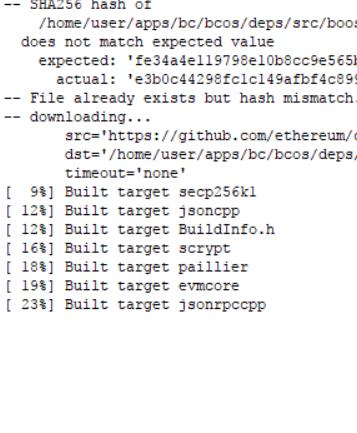 -- SHA256 hash of
/home/user/apps/bc/bcos/deps/src/boos
does not match expected value
expected: 'fe34a4e119798e10b8cc9e565b
actual: 'e3b0c44298fc1c149afbf4c899
-- File already exists but hash mismatch.
-- downloading...
src='https://github.com/ethereum/c
dst='/home/user/apps/bc/bcos/deps/
timeout='none'
[  9%] Built target secp256k1
[ 12%] Built target jsoncpp
[ 12%] Built target BuildInfo.h
[ 16%] Built target scrypt
[ 18%] Built target paillier
[ 19%] Built target evmcore
[ 23%] Built target jsonrpccpp